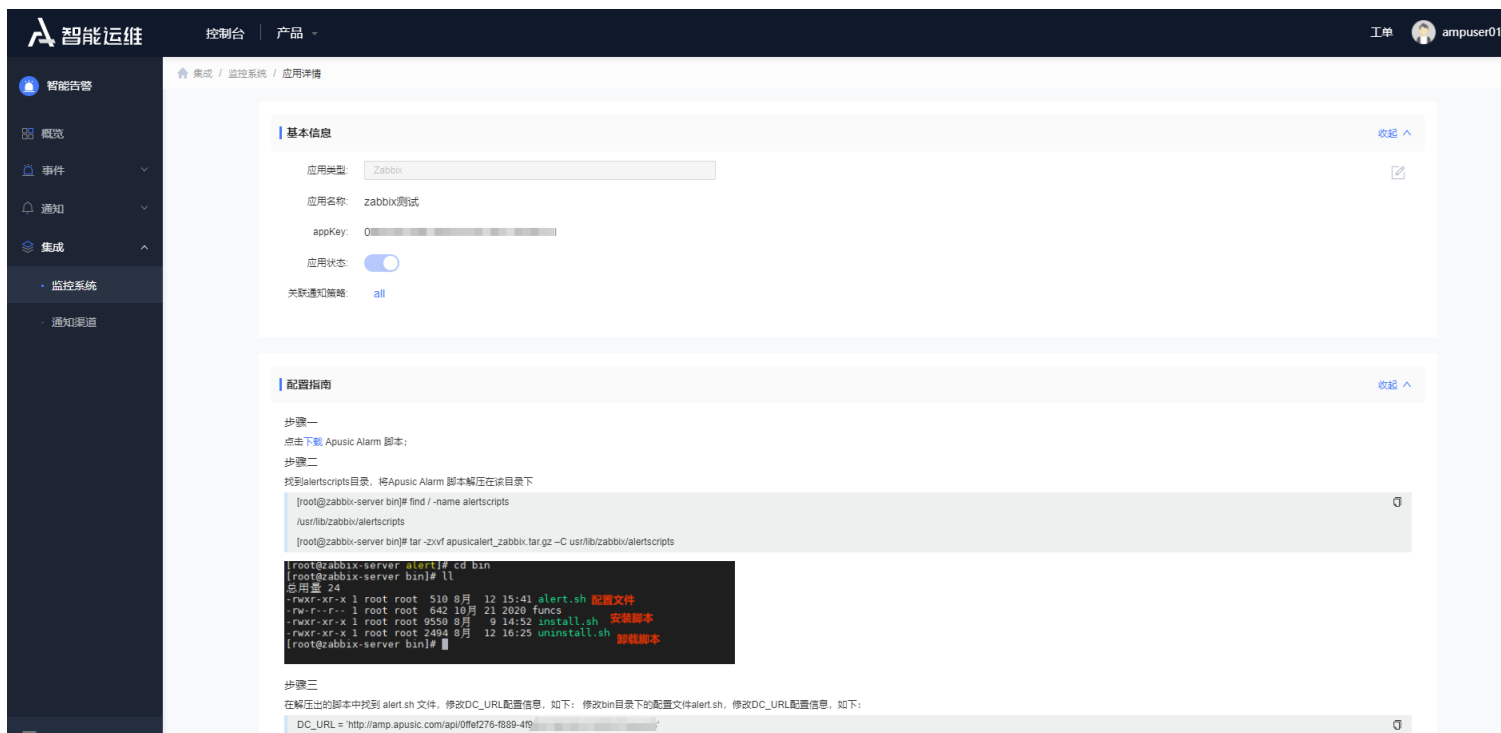 智能运维
控制台
产品
工单
ampuser01
智能告警
概览
事件
通知
集成
监控系统
通知渠道
集成 / 监控系统 / 应用详情
基本信息
收起
应用类型: Zabbix
应用名称: zabbix测试
appKey: 0
应用状态:
关联通知策略: all
配置指南
收起
步骤一
点击下载 Apusic Alarm 脚本;
步骤二
找到alertscripts目录，将Apusic Alarm 脚本解压在该目录下
[root@zabbix-server bin]# find / -name alertscripts
/usr/lib/zabbix/alertscripts
[root@zabbix-server bin]# tar -zxvf apusicalert_zabbix.tar.gz –C usr/lib/zabbix/alertscripts
[root@zabbix-server alert]# cd bin
[root@zabbix-server bin]# ll
总用量 24
-rwxr-xr-x 1 root root 510 8月 12 15:41 alert.sh 配置文件
-rw-r--r-- 1 root root 642 10月 21 2020 funcs
-rwxr-xr-x 1 root root 9550 8月 9 14:52 install.sh 安装脚本
-rwxr-xr-x 1 root root 2494 8月 12 16:25 uninstall.sh 卸载脚本
[root@zabbix-server bin]#
步骤三
在解压出的脚本中找到 alert.sh 文件，修改DC_URL配置信息，如下： 修改bin目录下的配置文件alert.sh，修改DC_URL配置信息，如下：
DC_URL = 'http://amp.apusic.com/api/0ffef276-f889-4f9